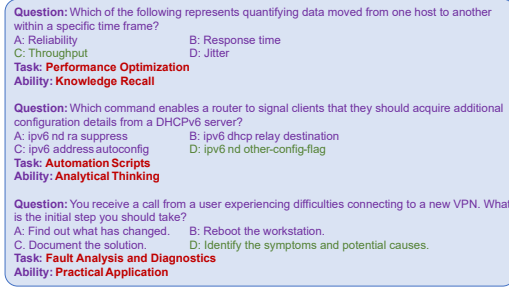 Question: Which of the following represents quantifying data moved from one host to another
within a specific time frame?
A: Reliability B: Response time
C: Throughput D: Jitter
Task: Performance Optimization
Ability: Knowledge Recall
Question: Which command enables a router to signal clients that they should acquire additional
configuration details from a DHCPv6 server?
A: ipv6 nd ra suppress B: ipv6 dhcp relay destination
C: ipv6 address autoconfig D: ipv6 nd other-config-flag
Task: Automation Scripts
Ability: Analytical Thinking
Question: You receive a call from a user experiencing difficulties connecting to a new VPN. What
is the initial step you should take?
A: Find out what has changed. B: Reboot the workstation.
C. Document the solution. D: Identify the symptoms and potential causes.
Task: Fault Analysis and Diagnostics
Ability: Practical Application